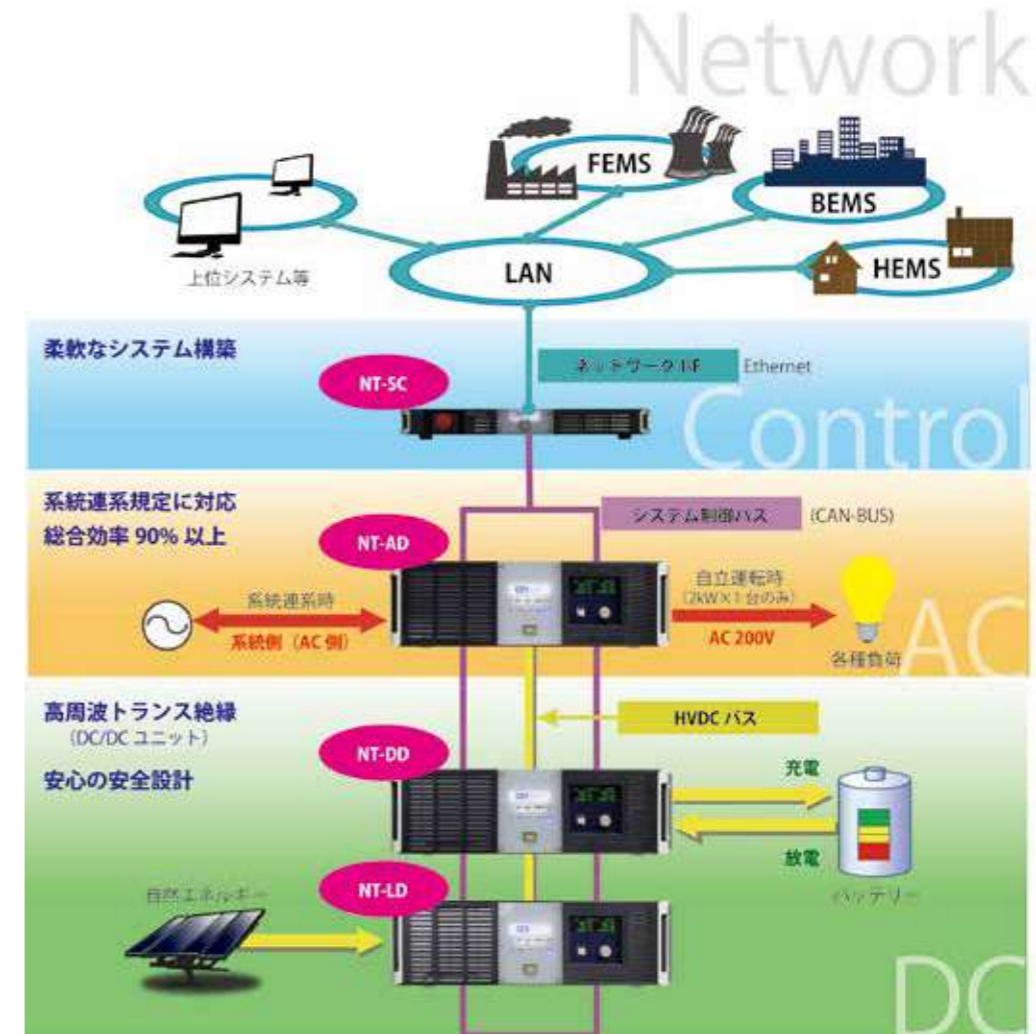 Network
FEMS
BEMS
HEMS
LAN
上位システム等
柔軟なシステム構築
NT-SC
ネットワーク I/F
Ethernet
Control
系統連系規定に対応
総合効率 90% 以上
NT-AD
システム制御バス
(CAN-BUS)
系統連系時
系統側（AC 側）
自立運転時
(2kW×1 台のみ)
AC 200V
各種負荷
AC
高周波トランス絶縁
（DC/DC ユニット）
安心の安全設計
HVDC バス
NT-DD
充電
放電
バッテリー
NT-LD
自然エネルギー
DC